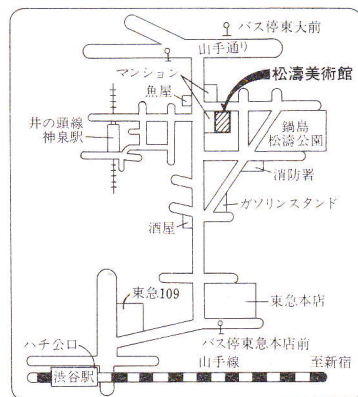 バス停東大前
山手通り
マンション
松濤美術館
魚屋
井の頭線
神泉駅
鍋島
松濤公園
消防署
ガソリンスタンド
酒屋
東急109
東急本店
ハチ公口
バス停東急本店前
山手線
至新宿
渋谷駅